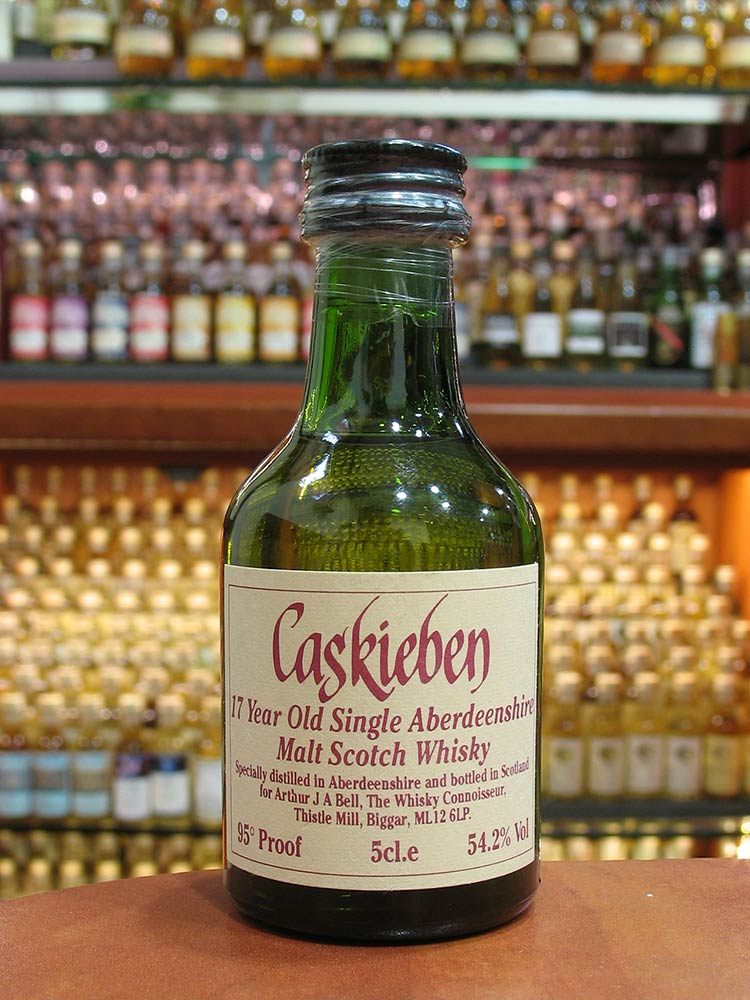 Caskieben
17 Year Old Single Aberdeenshire
Malt Scotch Whisky
Specially distilled in Aberdeenshire and bottled in Scotland
for Arthur J A Bell, The Whisky Connoisseur,
Thistle Mill, Biggar, ML12 6LP.
95° Proof 5cl.e 54.2% Vol